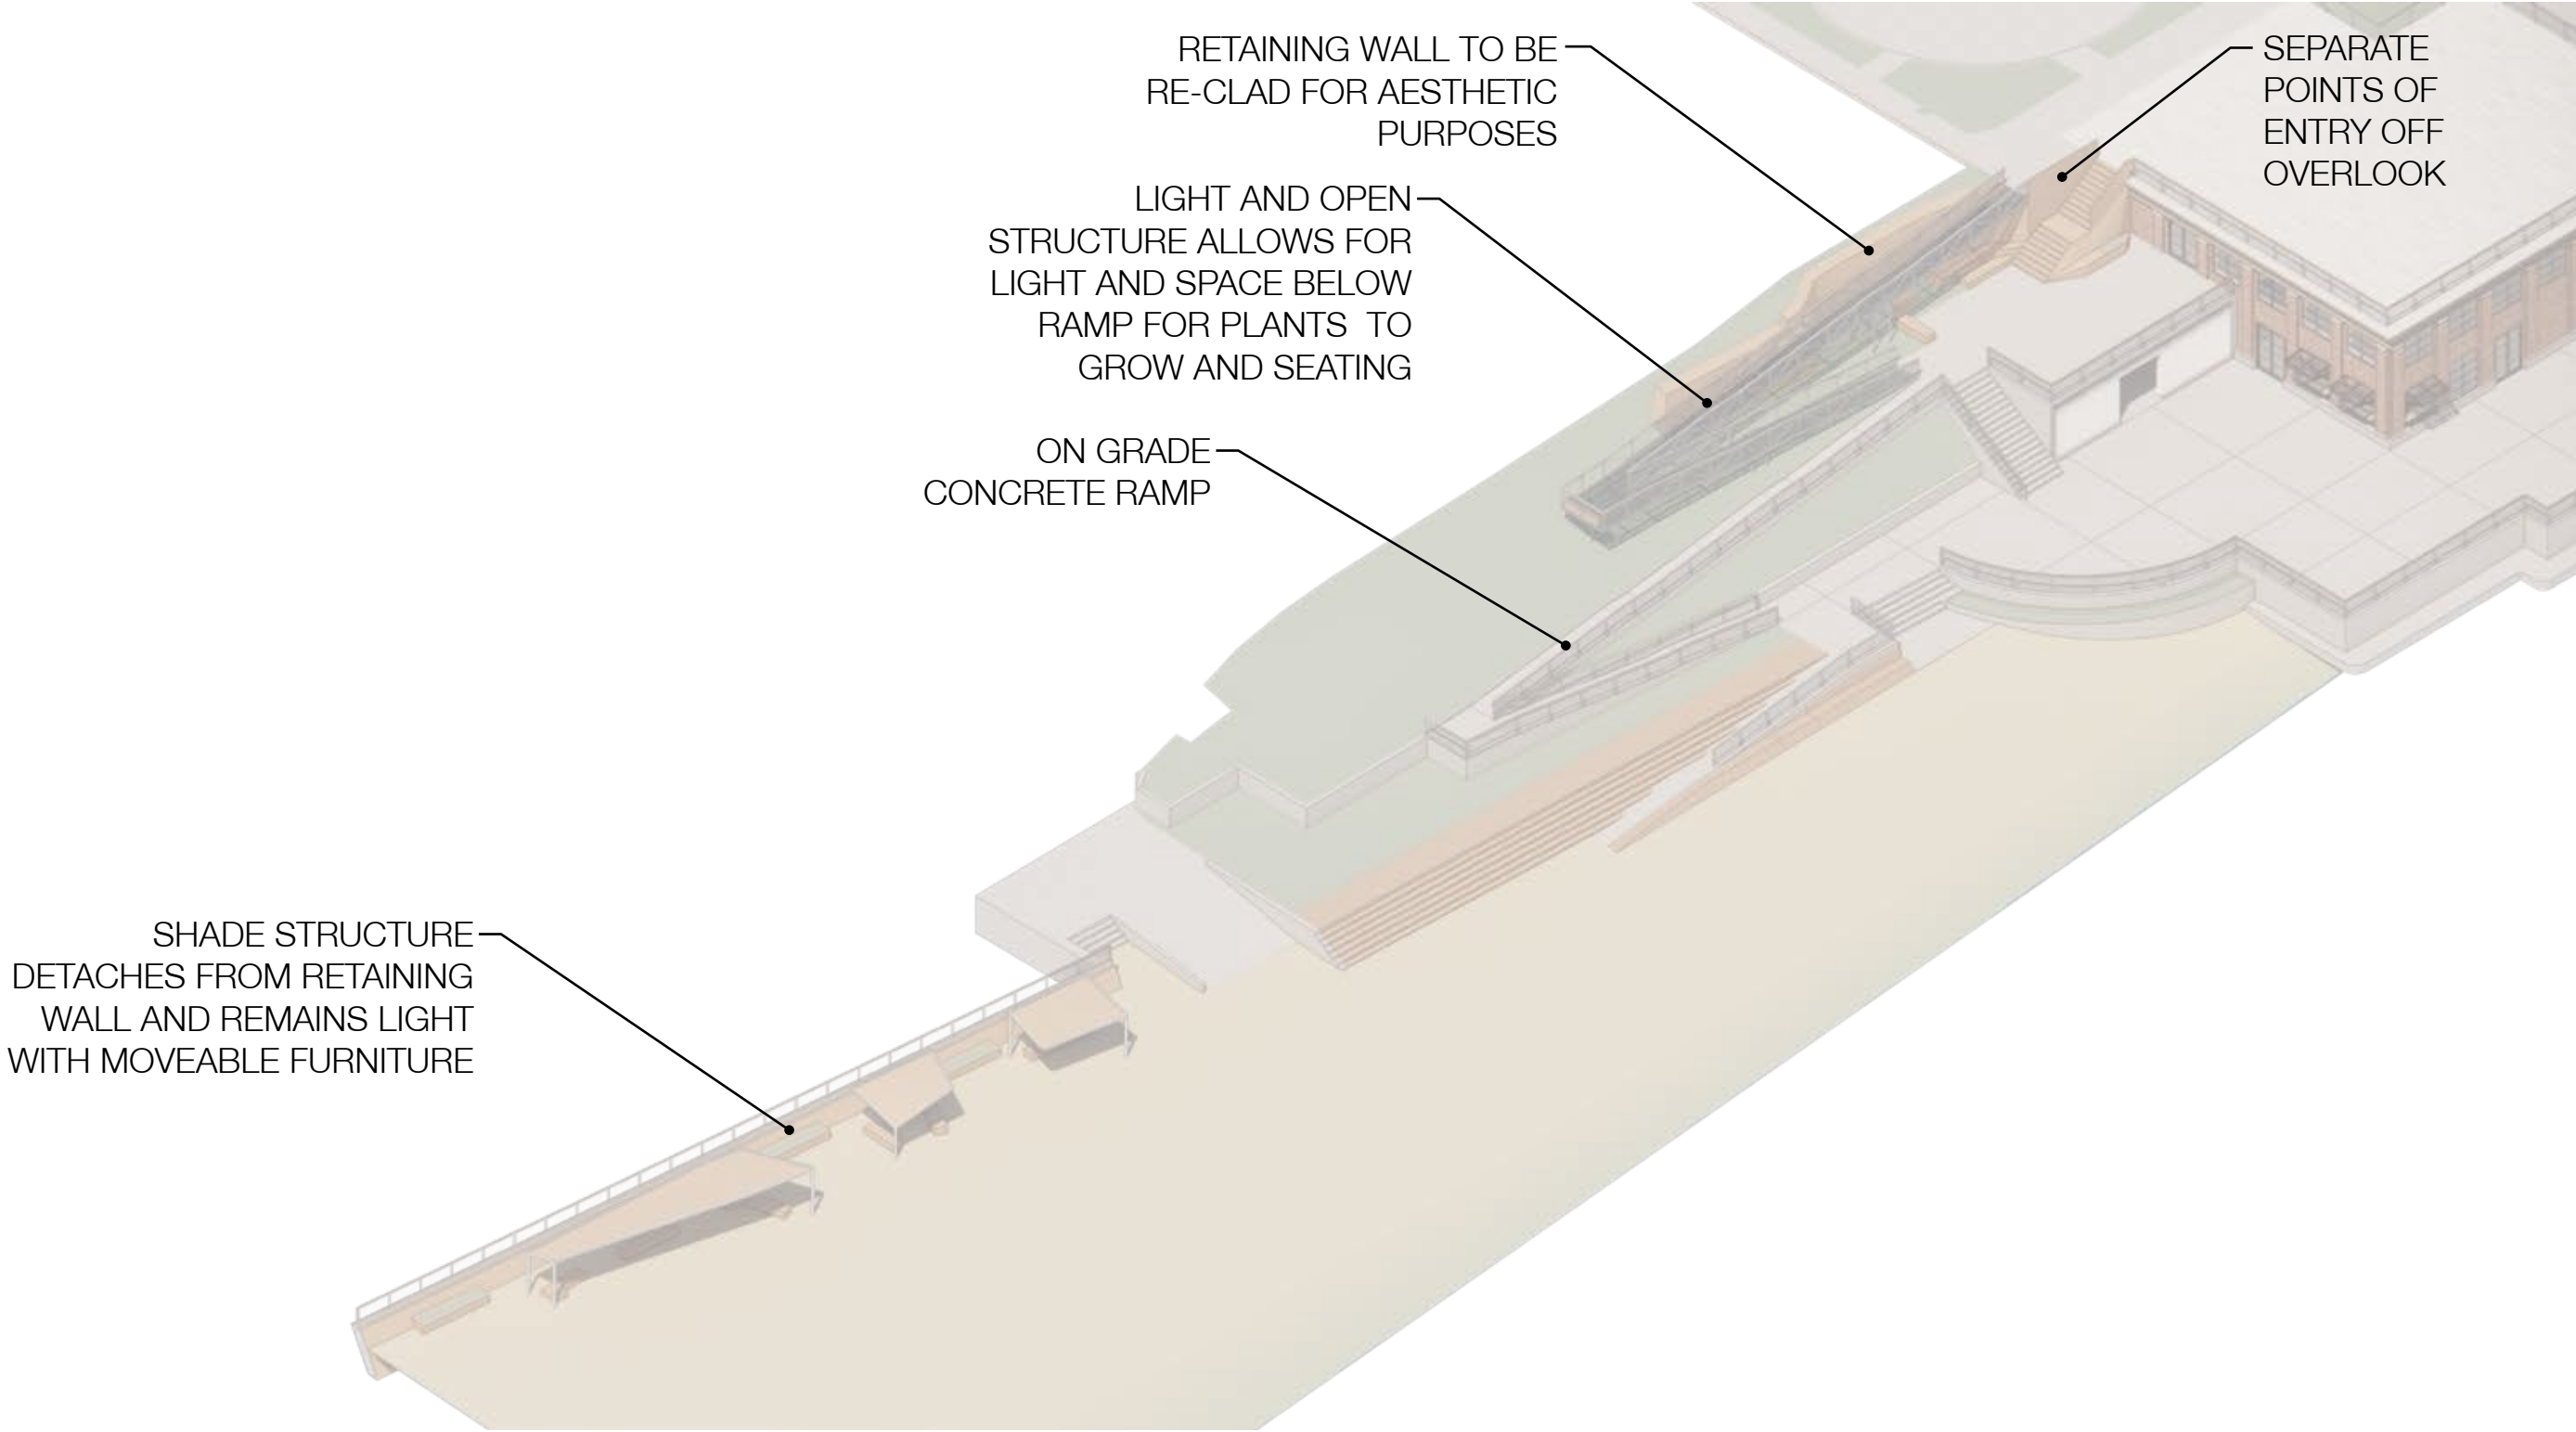 RETAINING WALL TO BE
RE-CLAD FOR AESTHETIC
PURPOSES
SEPARATE
POINTS OF
ENTRY OFF
OVERLOOK
LIGHT AND OPEN
STRUCTURE ALLOWS FOR
LIGHT AND SPACE BELOW
RAMP FOR PLANTS  TO
GROW AND SEATING
ON GRADE
CONCRETE RAMP
SHADE STRUCTURE
DETACHES FROM RETAINING
WALL AND REMAINS LIGHT
WITH MOVEABLE FURNITURE